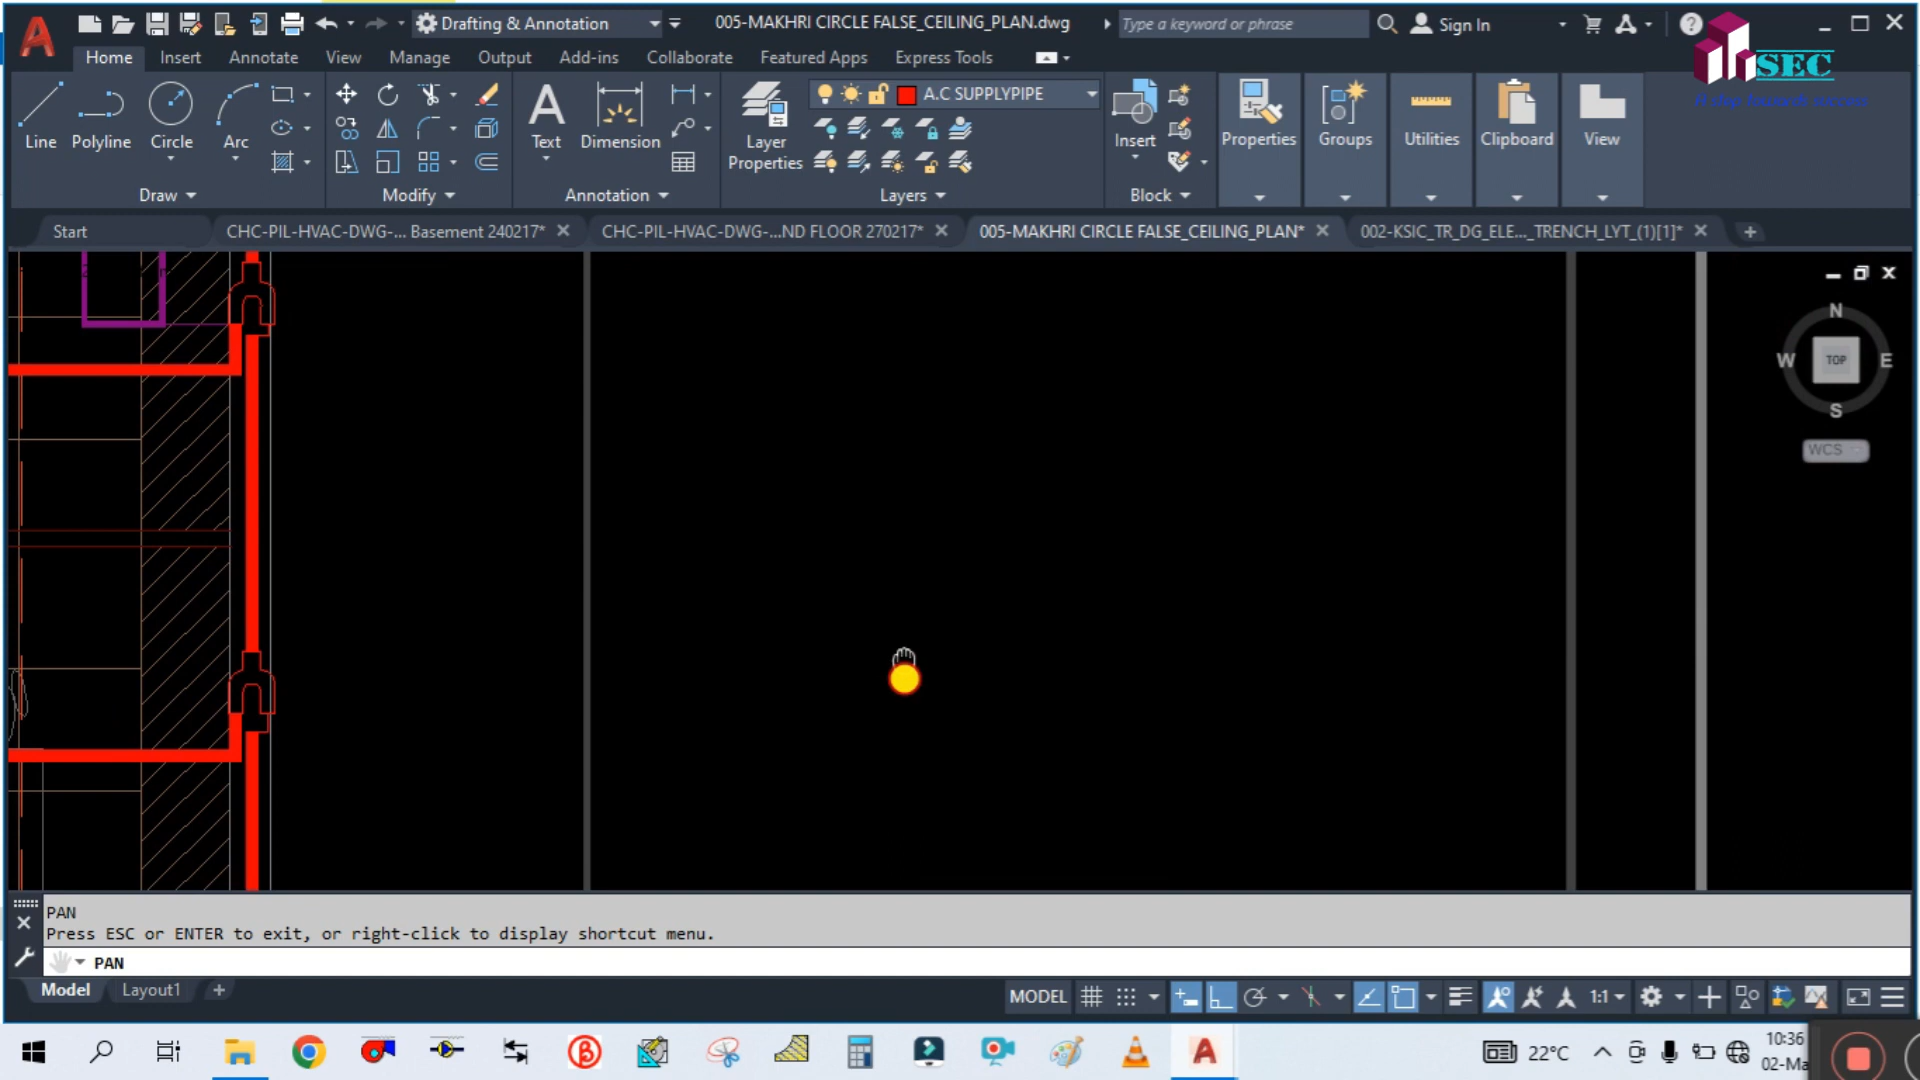 Drafting & Annotation
005-MAKHRI CIRCLE FALSE_CEILING_PLAN.dwg
Type a keyword or phrase
Sign In
SEC
A step towards success
Home
Insert
Annotate
View
Manage
Output
Add-ins
Collaborate
Featured Apps
Express Tools
A.C SUPPLYPIPE
Line
Polyline
Circle
Arc
Text
Dimension
Layer
Properties
Insert
Properties
Groups
Utilities
Clipboard
View
Draw
Modify
Annotation
Layers
Block
Start
CHC-PIL-HVAC-DWG-... Basement 240217*
CHC-PIL-HVAC-DWG-...ND FLOOR 270217*
005-MAKHRI CIRCLE FALSE_CEILING_PLAN*
002-KSIC_TR_DG_ELE..._TRENCH_LYT_(1)[1]*
N
W
TOP
E
S
WCS
PAN
Press ESC or ENTER to exit, or right-click to display shortcut menu.
PAN
Model
Layout1
MODEL
1:1
22°C
10:36
02-Ma